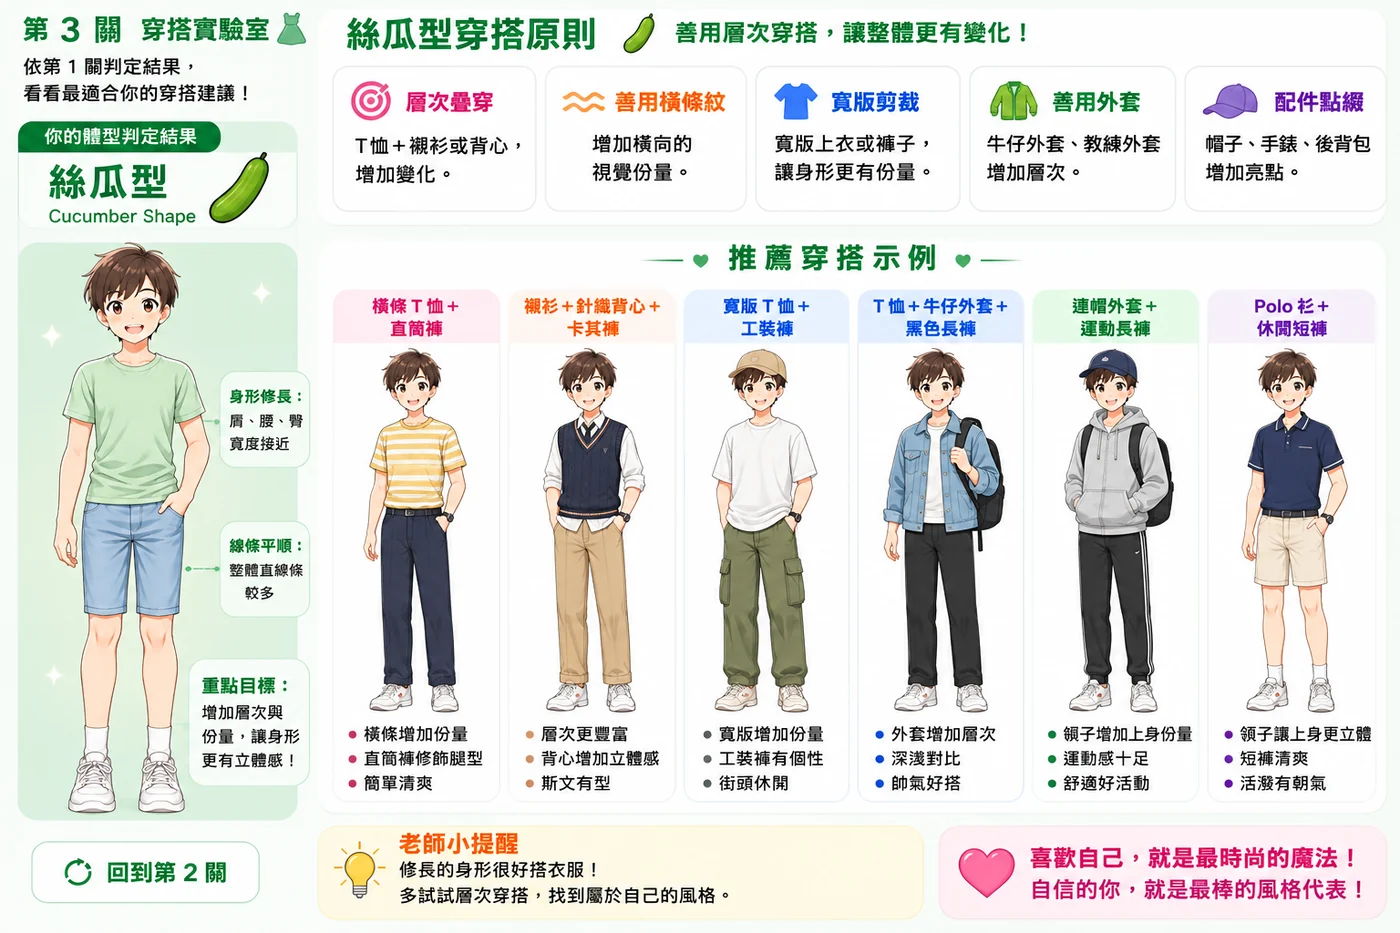 第 3 關 穿搭實驗室
依第 1 關判定結果，
看看最適合你的穿搭建議！
你的體型判定結果
絲瓜型
Cucumber Shape
身形修長：
肩、腰、臀
寬度接近
線條平順：
整體直線條
較多
重點目標：
增加層次與
份量，讓身形
更有立體感！
回到第 2 關
絲瓜型穿搭原則
善用層次穿搭，讓整體更有變化！
層次疊穿
T恤＋襯衫或背心，
增加變化。
善用橫條紋
增加橫向的
視覺份量。
寬版剪裁
寬版上衣或褲子，
讓身形更有份量。
善用外套
牛仔外套、教練外套
增加層次。
配件點綴
帽子、手錶、後背包
增加亮點。
推薦穿搭示例
橫條 T 恤＋
直筒褲
橫條增加份量
直筒褲修飾腿型
簡單清爽
襯衫＋針織背心＋
卡其褲
層次更豐富
背心增加立體感
斯文有型
寬版 T 恤＋
工裝褲
寬版增加份量
工裝褲有個性
街頭休閒
T 恤＋牛仔外套＋
黑色長褲
外套增加層次
深淺對比
帥氣好搭
連帽外套＋
運動長褲
領子增加上身份量
運動感十足
舒適好活動
Polo 衫＋
休閒短褲
領子讓上身更立體
短褲清爽
活潑有朝氣
老師小提醒
修長的身形很好搭衣服！
多試試層次穿搭，找到屬於自己的風格。
喜歡自己，就是最時尚的魔法！
自信的你，就是最棒的風格代表！